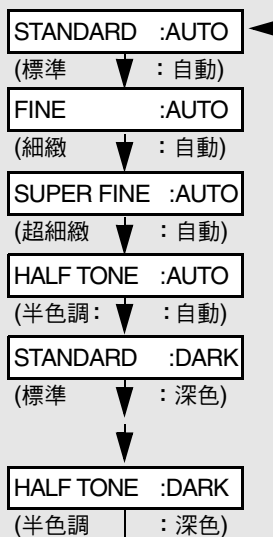 STANDARD :AUTO
(標準 :自動)
FINE :AUTO
(細緻 :自動)
SUPER FINE :AUTO
(超細緻 :自動)
HALF TONE :AUTO
(半色調: :自動)
STANDARD :DARK
(標準 :深色)
HALF TONE :DARK
(半色調 :深色)